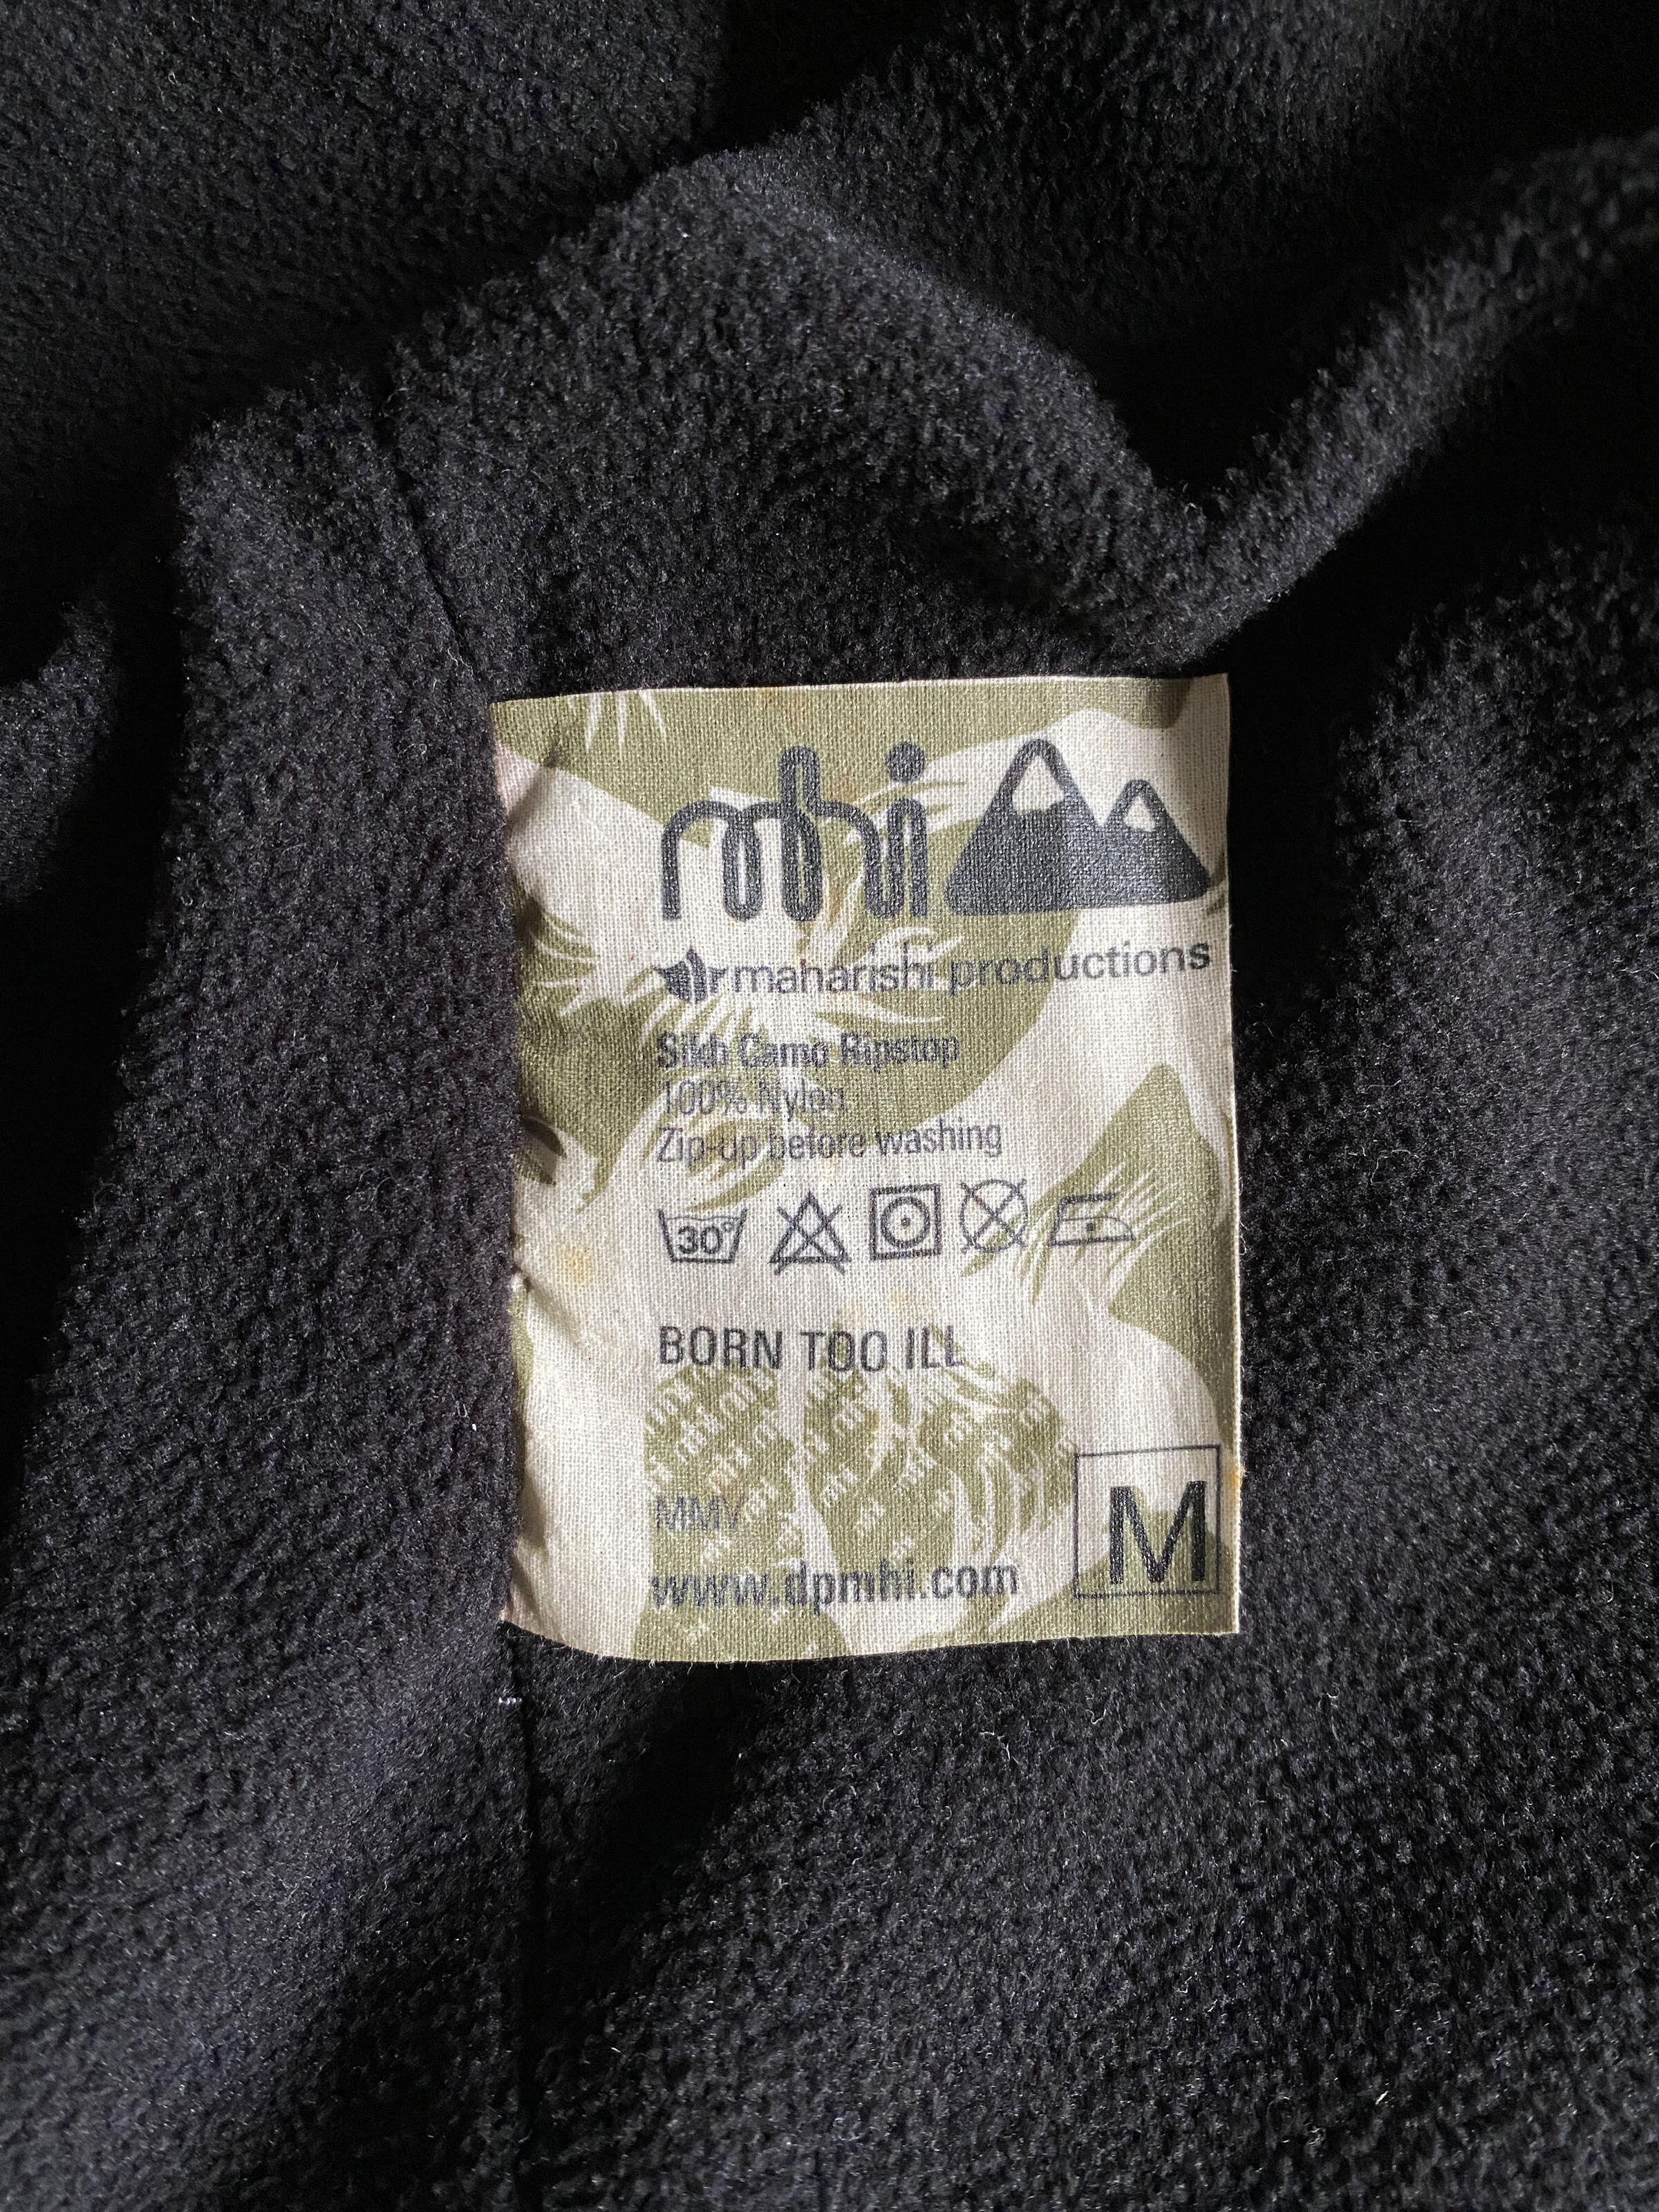 mhi
maharishi productions
Sikh Camo Ripstop
100% Nylon
Zip-up before washing
30°
BORN TOO ILL
MMV
www.dpmhi.com
M